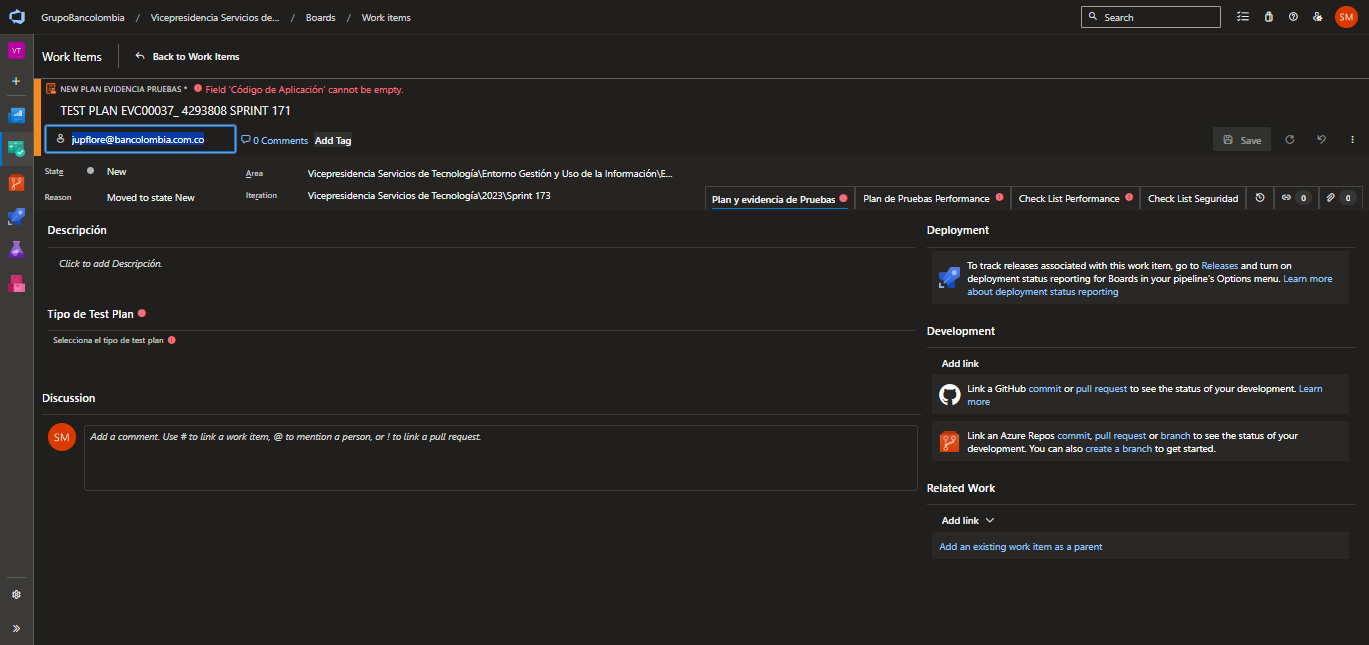 GrupoBancolombia / Vicepresidencia Servicios de... / Boards / Work items
Search
SM
VT
Work Items
Back to Work Items
NEW PLAN EVIDENCIA PRUEBAS * Field 'Código de Aplicación' cannot be empty.
TEST PLAN EVC00037_ 4293808 SPRINT 171
jupflore@bancolombia.com.co
0 Comments
Add Tag
Save
State
New
Area
Vicepresidencia Servicios de Tecnología\Entorno Gestión y Uso de la Información\E...
Reason
Moved to state New
Iteration
Vicepresidencia Servicios de Tecnología\2023\Sprint 173
Plan y evidencia de Pruebas
Plan de Pruebas Performance
Check List Performance
Check List Seguridad
0
0
Descripción
Click to add Descripción.
Tipo de Test Plan
Selecciona el tipo de test plan
Discussion
SM
Add a comment. Use # to link a work item, @ to mention a person, or ! to link a pull request.
Deployment
To track releases associated with this work item, go to Releases and turn on
deployment status reporting for Boards in your pipeline's Options menu. Learn more
about deployment status reporting
Development
Add link
Link a GitHub commit or pull request to see the status of your development. Learn
more
Link an Azure Repos commit, pull request or branch to see the status of your
development. You can also create a branch to get started.
Related Work
Add link
Add an existing work item as a parent